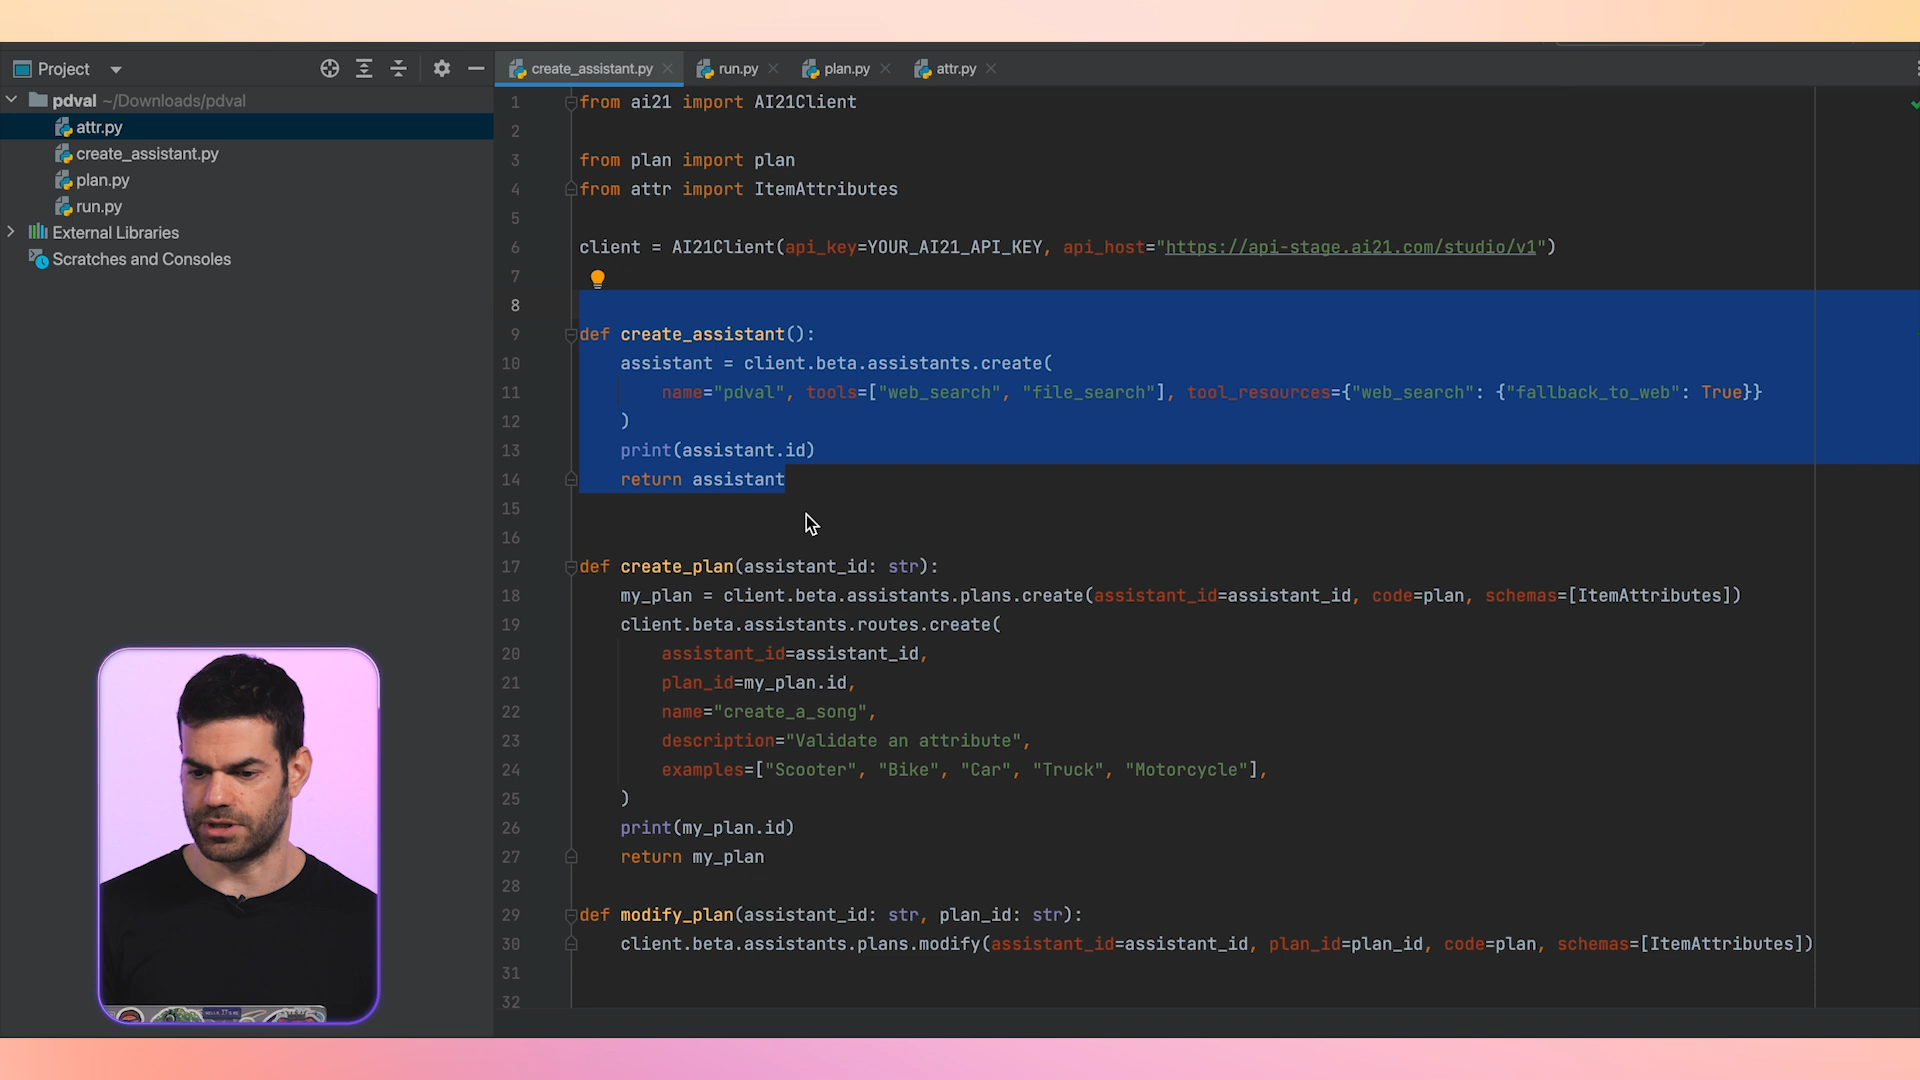 Project
create_assistant.py
run.py
plan.py
attr.py
pdval ~/Downloads/pdval
attr.py
create_assistant.py
plan.py
run.py
External Libraries
Scratches and Consoles
1 from ai21 import AI21Client
2
3 from plan import plan
4 from attr import ItemAttributes
5
6 client = AI21Client(api_key=YOUR_AI21_API_KEY, api_host="https://api-stage.ai21.com/studio/v1")
7
8
9 def create_assistant():
10 assistant = client.beta.assistants.create(
11 name="pdval", tools=["web_search", "file_search"], tool_resources={"web_search": {"fallback_to_web": True}}
12 )
13 print(assistant.id)
14 return assistant
15
16
17 def create_plan(assistant_id: str):
18 my_plan = client.beta.assistants.plans.create(assistant_id=assistant_id, code=plan, schemas=[ItemAttributes])
19 client.beta.assistants.routes.create(
20 assistant_id=assistant_id,
21 plan_id=my_plan.id,
22 name="create_a_song",
23 description="Validate an attribute",
24 examples=["Scooter", "Bike", "Car", "Truck", "Motorcycle"],
25 )
26 print(my_plan.id)
27 return my_plan
28
29 def modify_plan(assistant_id: str, plan_id: str):
30 client.beta.assistants.plans.modify(assistant_id=assistant_id, plan_id=plan_id, code=plan, schemas=[ItemAttributes])
31
32